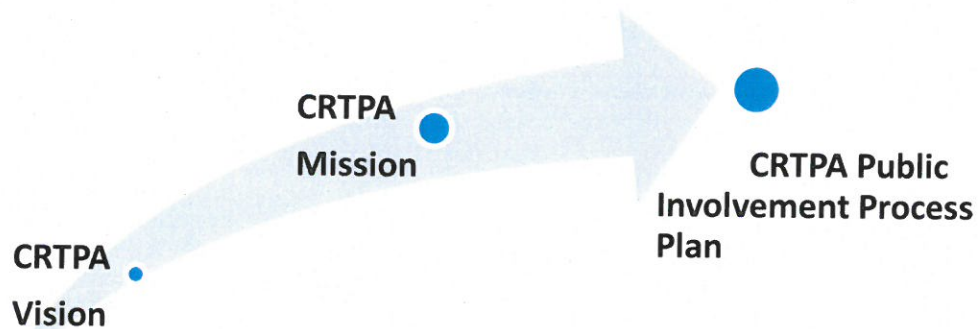 CRTPA
Mission
CRTPA Public
Involvement Process
Plan
CRTPA
Vision